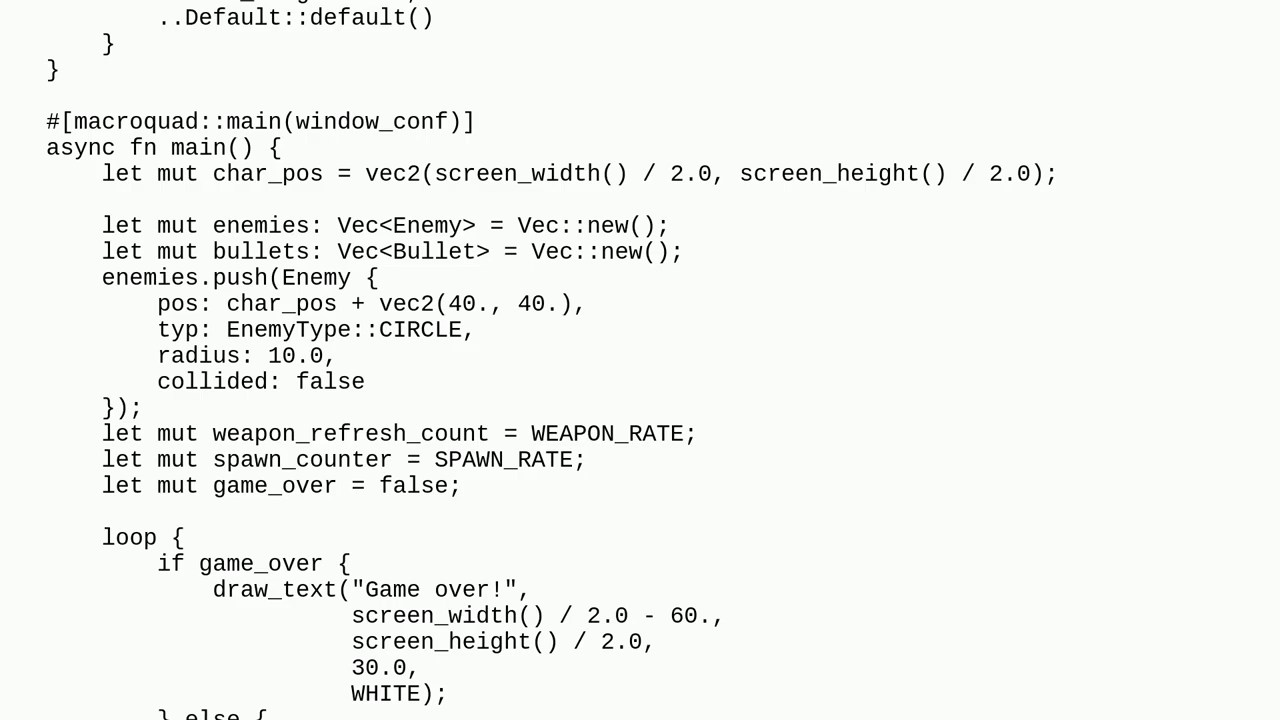 ..Default::default()
}
}
#[macroquad::main(window_conf)]
async fn main() {
let mut char_pos = vec2(screen_width() / 2.0, screen_height() / 2.0);
let mut enemies: Vec<Enemy> = Vec::new();
let mut bullets: Vec<Bullet> = Vec::new();
enemies.push(Enemy {
pos: char_pos + vec2(40., 40.),
typ: EnemyType::CIRCLE,
radius: 10.0,
collided: false
});
let mut weapon_refresh_count = WEAPON_RATE;
let mut spawn_counter = SPAWN_RATE;
let mut game_over = false;
loop {
if game_over {
draw_text("Game over!",
screen_width() / 2.0 - 60.,
screen_height() / 2.0,
30.0,
WHITE);
} else {